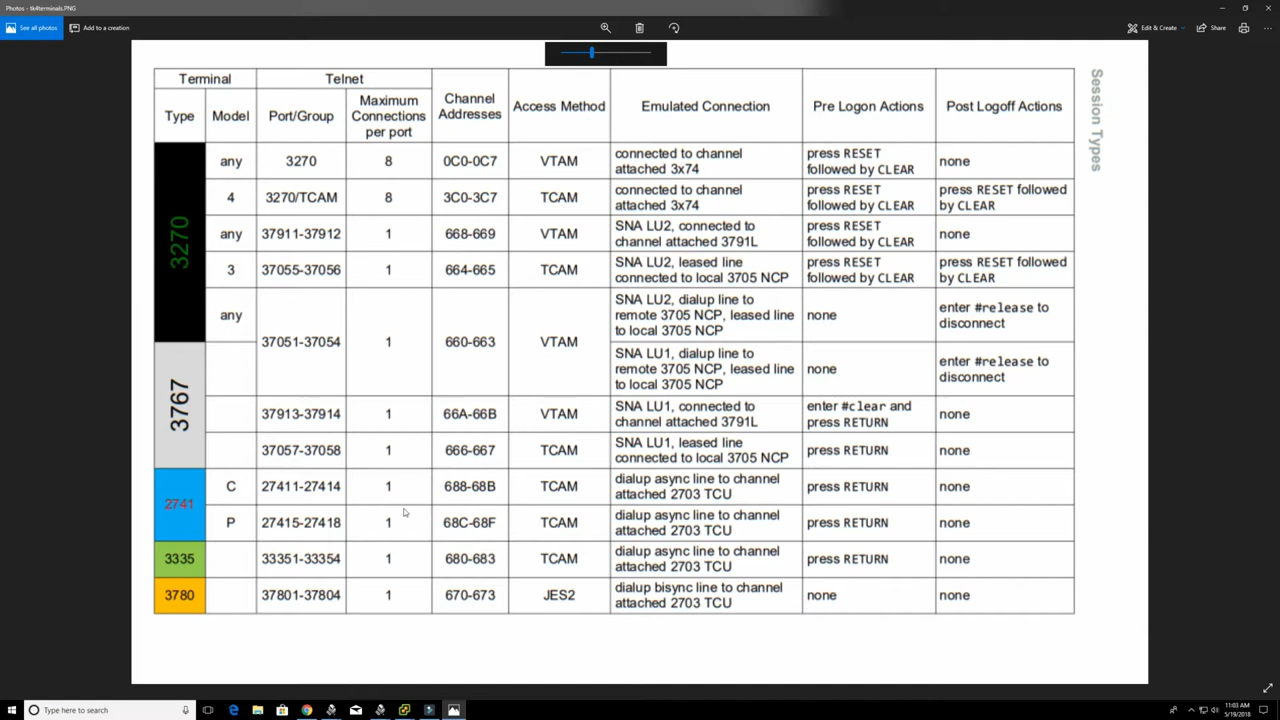 Photos - tk4terminals.PNG
See all photos
Add to a creation
Edit & Create
Share
Terminal
Telnet
Channel Addresses
Access Method
Emulated Connection
Pre Logon Actions
Post Logoff Actions
Session Types
Type
Model
Port/Group
Maximum
Connections
per port
3270
any
3270
8
0C0-0C7
VTAM
connected to channel
attached 3x74
press RESET
followed by CLEAR
none
4
3270/TCAM
8
3C0-3C7
TCAM
connected to channel
attached 3x74
press RESET
followed by CLEAR
press RESET followed
by CLEAR
any
37911-37912
1
668-669
VTAM
SNA LU2, connected to
channel attached 3791L
press RESET
followed by CLEAR
none
3
37055-37056
1
664-665
TCAM
SNA LU2, leased line
connected to local 3705 NCP
press RESET
followed by CLEAR
press RESET followed
by CLEAR
any
37051-37054
1
660-663
VTAM
SNA LU2, dialup line to
remote 3705 NCP, leased line
to local 3705 NCP
none
enter #release to
disconnect
3767
SNA LU1, dialup line to
remote 3705 NCP, leased line
to local 3705 NCP
none
enter #release to
disconnect
37913-37914
1
66A-66B
VTAM
SNA LU1, connected to
channel attached 3791L
enter #clear and
press RETURN
none
37057-37058
1
666-667
TCAM
SNA LU1, leased line
connected to local 3705 NCP
press RETURN
none
2741
C
27411-27414
1
688-68B
TCAM
dialup async line to channel
attached 2703 TCU
press RETURN
none
P
27415-27418
1
68C-68F
TCAM
dialup async line to channel
attached 2703 TCU
press RETURN
none
3335
33351-33354
1
680-683
TCAM
dialup async line to channel
attached 2703 TCU
press RETURN
none
3780
37801-37804
1
670-673
JES2
dialup bisync line to channel
attached 2703 TCU
none
none
Type here to search
11:03 AM
5/19/2018